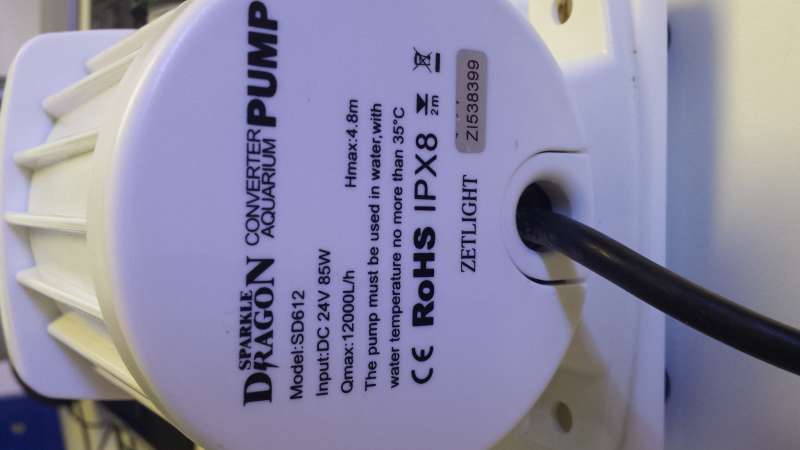 SPARKLE
DRAGON
CONVERTER
AQUARIUM
PUMP
Model:SD612
Input:DC 24V 85W
Qmax:12000L/h
Hmax:4.8m
The pump must be used in water,with
water temperature no more than 35°C
CE RoHS IPX8 2m
ZETLIGHT
ZI538399